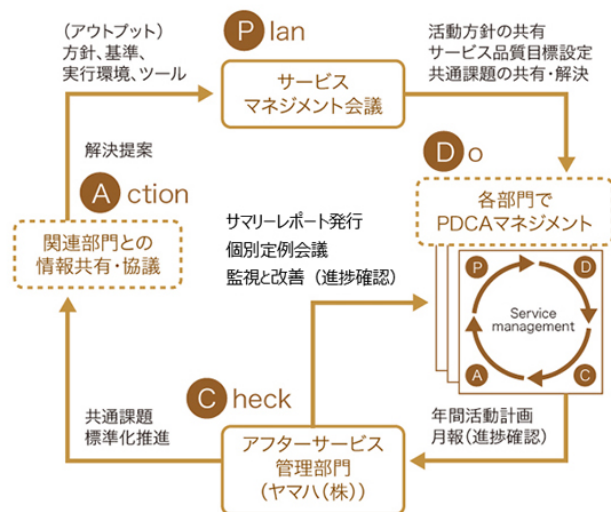 (アウトプット)
方針、基準、
実行環境、ツール
Plan
サービス
マネジメント会議
活動方針の共有
サービス品質目標設定
共通課題の共有・解決
解決提案
Do
各部門で
PDCAマネジメント
Action
関連部門との
情報共有・協議
サマリーレポート発行
個別定例会議
監視と改善（進捗確認）
P
D
Service
management
A
C
Check
共通課題
標準化推進
アフターサービス
管理部門
(ヤマハ(株))
年間活動計画
月報(進捗確認)